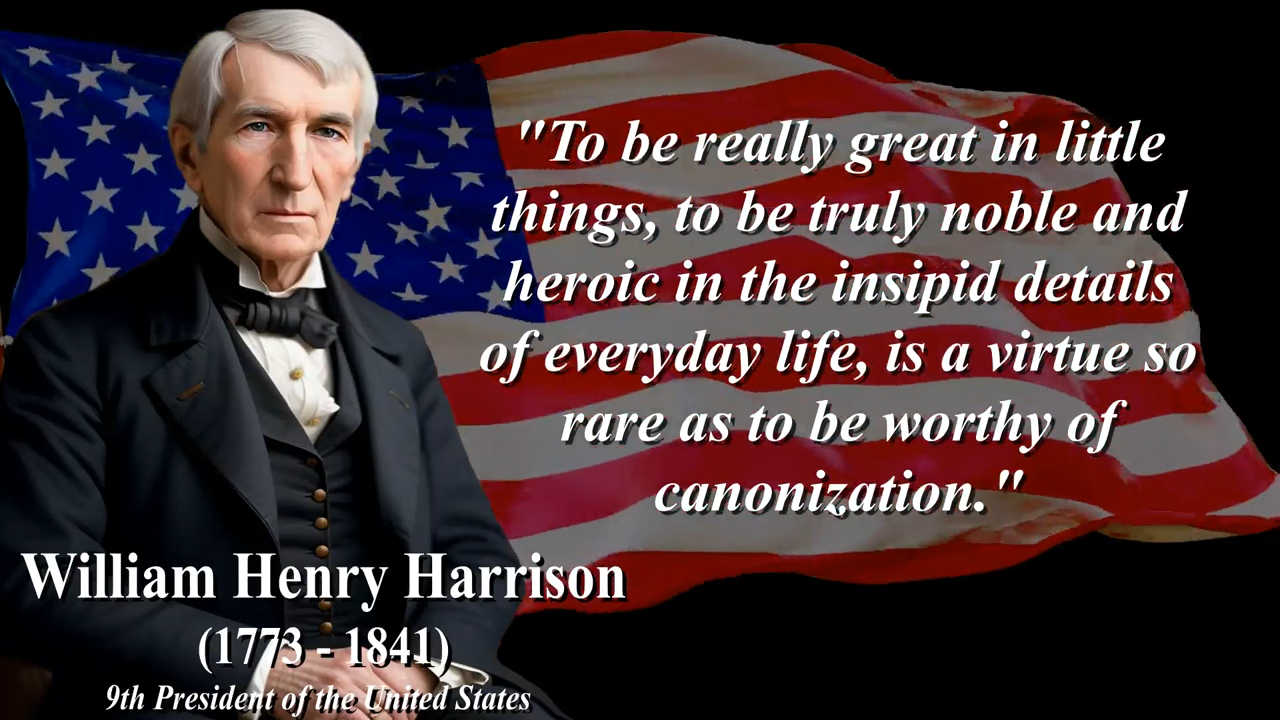 "To be really great in little
things, to be truly noble and
heroic in the insipid details
of everyday life, is a virtue so
rare as to be worthy of
canonization."
William Henry Harrison
(1773 - 1841)
9th President of the United States